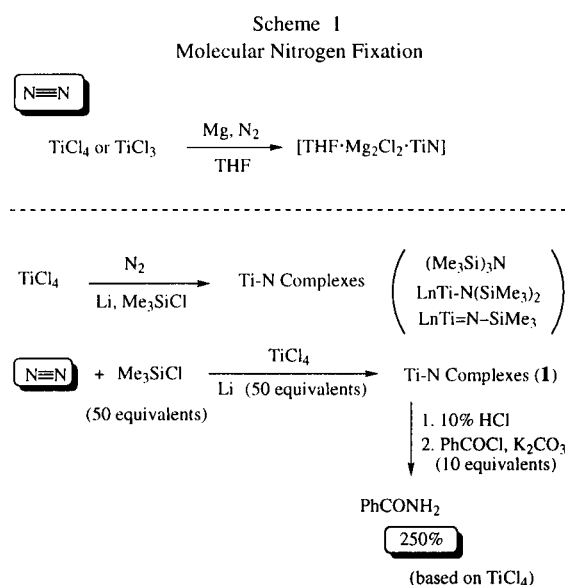 Scheme 1
Molecular Nitrogen Fixation
N≡N
TiCl₄ or TiCl₃ Mg, N₂ THF [THF·Mg₂Cl₂·TiN]
TiCl₄ N₂ Li, Me₃SiCl Ti-N Complexes
(Me₃Si)₃N
LnTi-N(SiMe₃)₂
LnTi=N-SiMe₃
N≡N + Me₃SiCl TiCl₄ Li (50 equivalents) Ti-N Complexes (1)
(50 equivalents)
1. 10% HCl
2. PhCOCl, K₂CO₃
(10 equivalents)
PhCONH₂
250%
(based on TiCl₄)